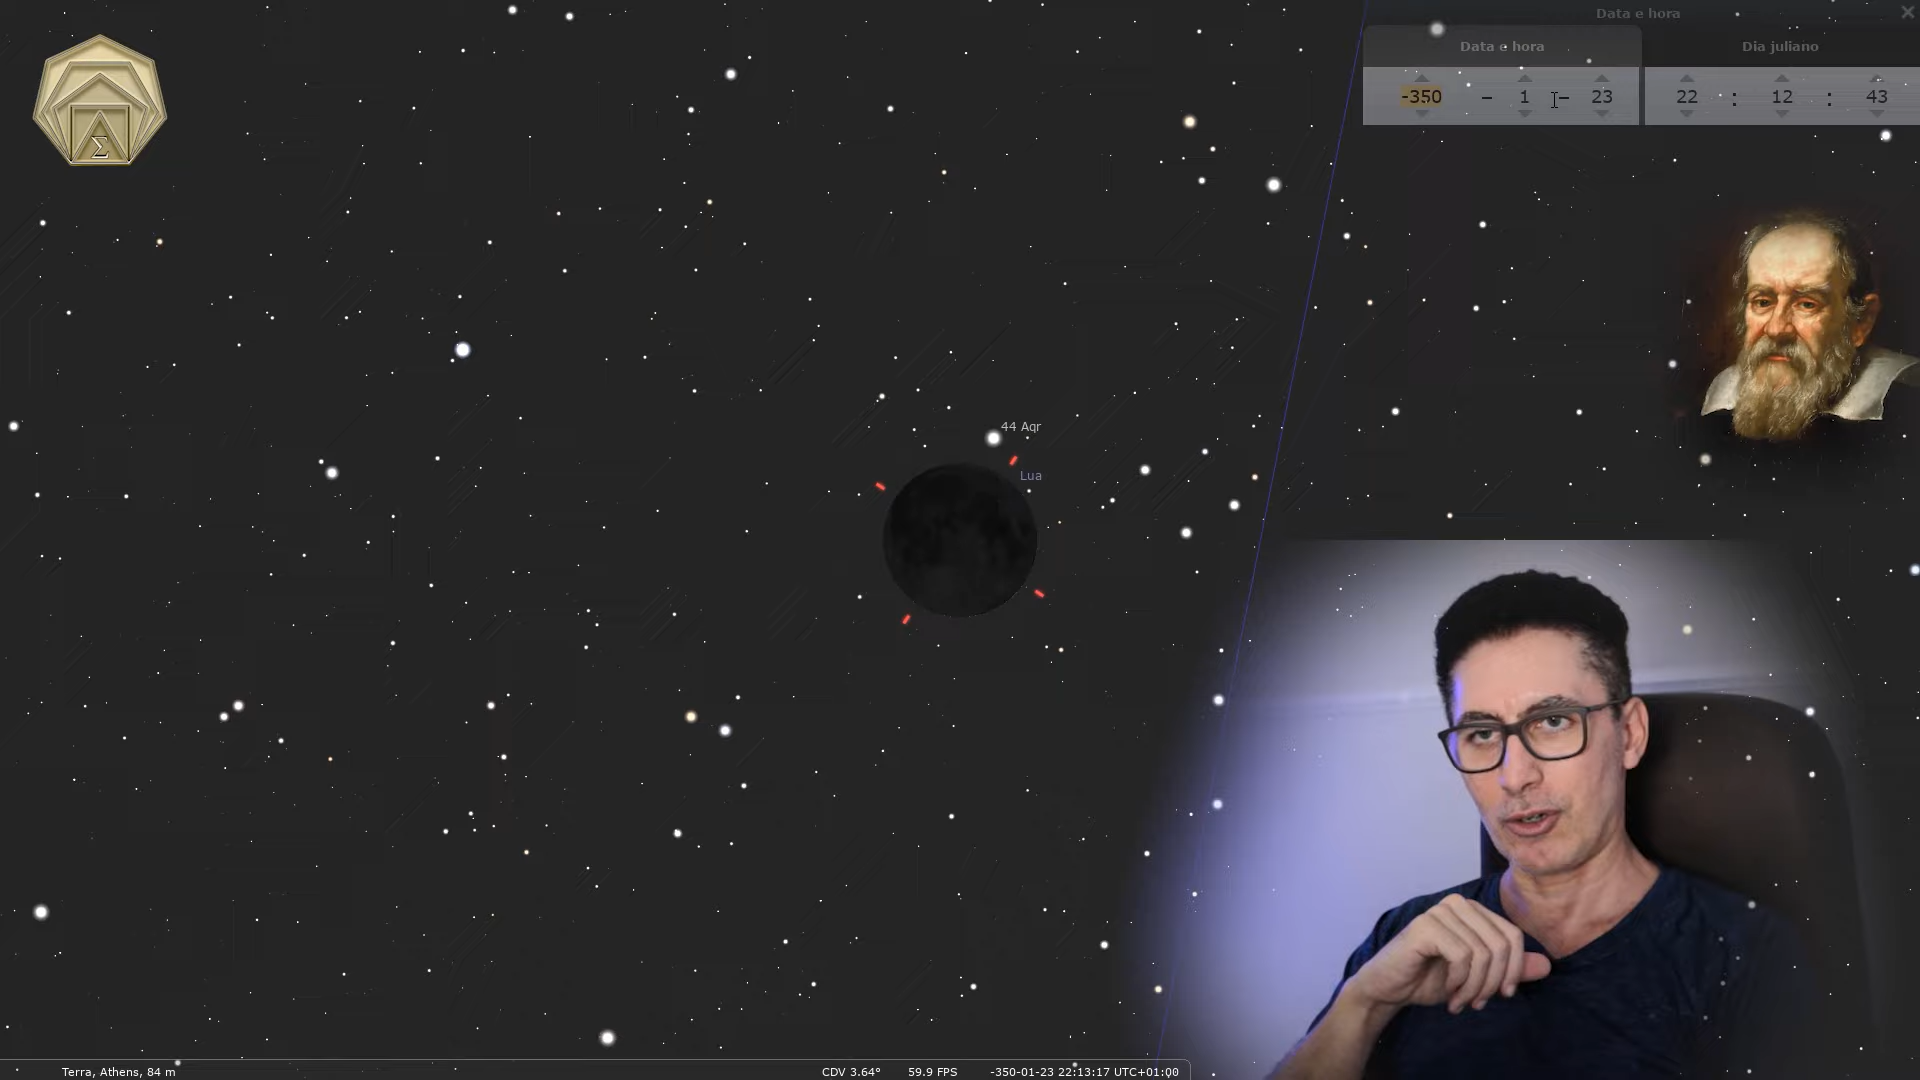 Data e hora
Data e hora Dia juliano
-350 – 1 – 23 22 : 12 : 43
Σ
44 Aqr
Lua
Terra, Athens, 84 m CDV 3.64° 59.9 FPS -350-01-23 22:13:17 UTC+01:00